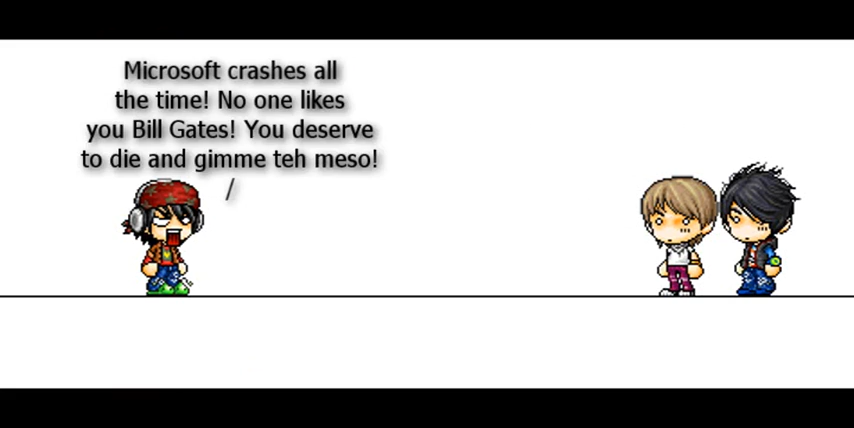 Microsoft crashes all
the time! No one likes
you Bill Gates! You deserve
to die and gimme teh meso!